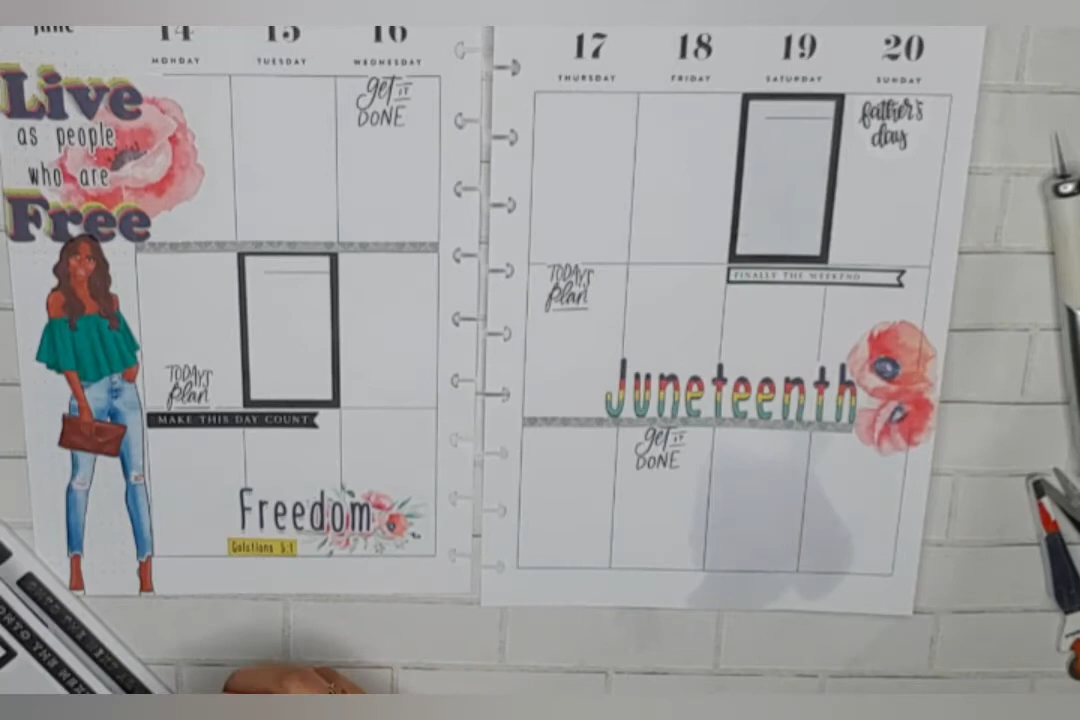 june
14
15
16
MONDAY
TUESDAY
WEDNESDAY
17
18
19
20
THURSDAY
FRIDAY
SATURDAY
SUNDAY
Live
as people
who are
Free
get IT
DONE
father's
day
TODAY'S
plan
FINALLY THE WEEKEND
TODAY'S
plan
MAKE THIS DAY COUNT
Juneteenth
get IT
DONE
Freedom
Galatians 5:1